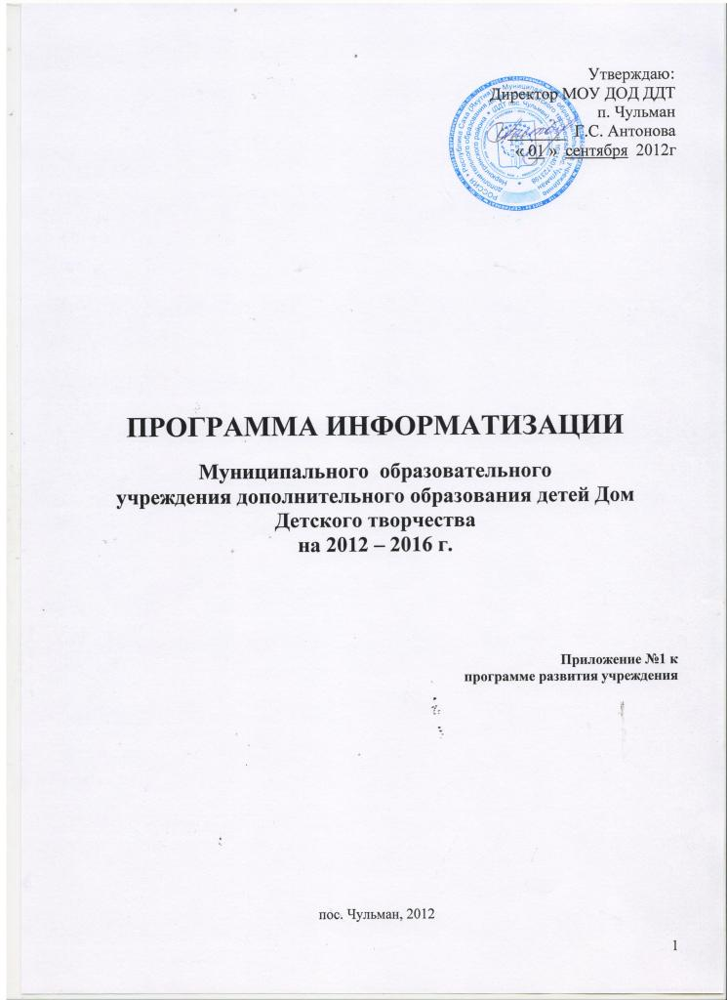 Утверждаю:
Директор МОУ ДОД ДДТ
п. Чульман
Г.С. Антонова
« 01 » сентября 2012г
ПРОГРАММА ИНФОРМАТИЗАЦИИ
Муниципального образовательного
учреждения дополнительного образования детей Дом
Детского творчества
на 2012 – 2016 г.
Приложение №1 к
программе развития учреждения
пос. Чульман, 2012
1